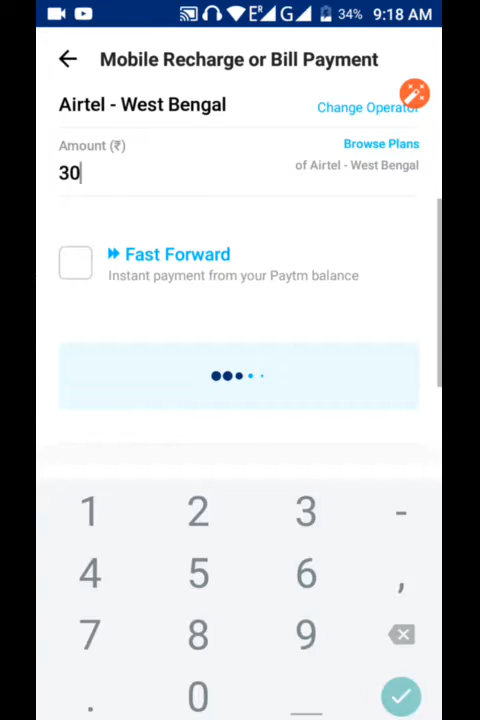 34% 9:18 AM
Mobile Recharge or Bill Payment
Airtel - West Bengal
Change Operator
Amount (₹)
Browse Plans
30
of Airtel - West Bengal
Fast Forward
Instant payment from your Paytm balance
1 2 3 -
4 5 6 ,
7 8 9
. 0 _